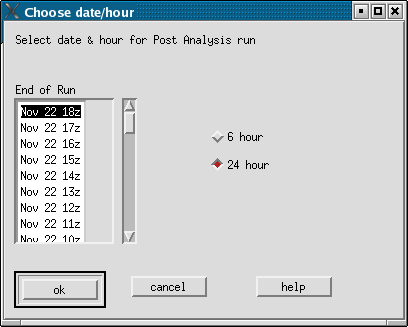 Choose date/hour
Select date & hour for Post Analysis run
End of Run
Nov 22 18z
Nov 22 17z
Nov 22 16z
Nov 22 15z
Nov 22 14z
Nov 22 13z
Nov 22 12z
Nov 22 11z
Nov 22 10z
6 hour
24 hour
ok
cancel
help